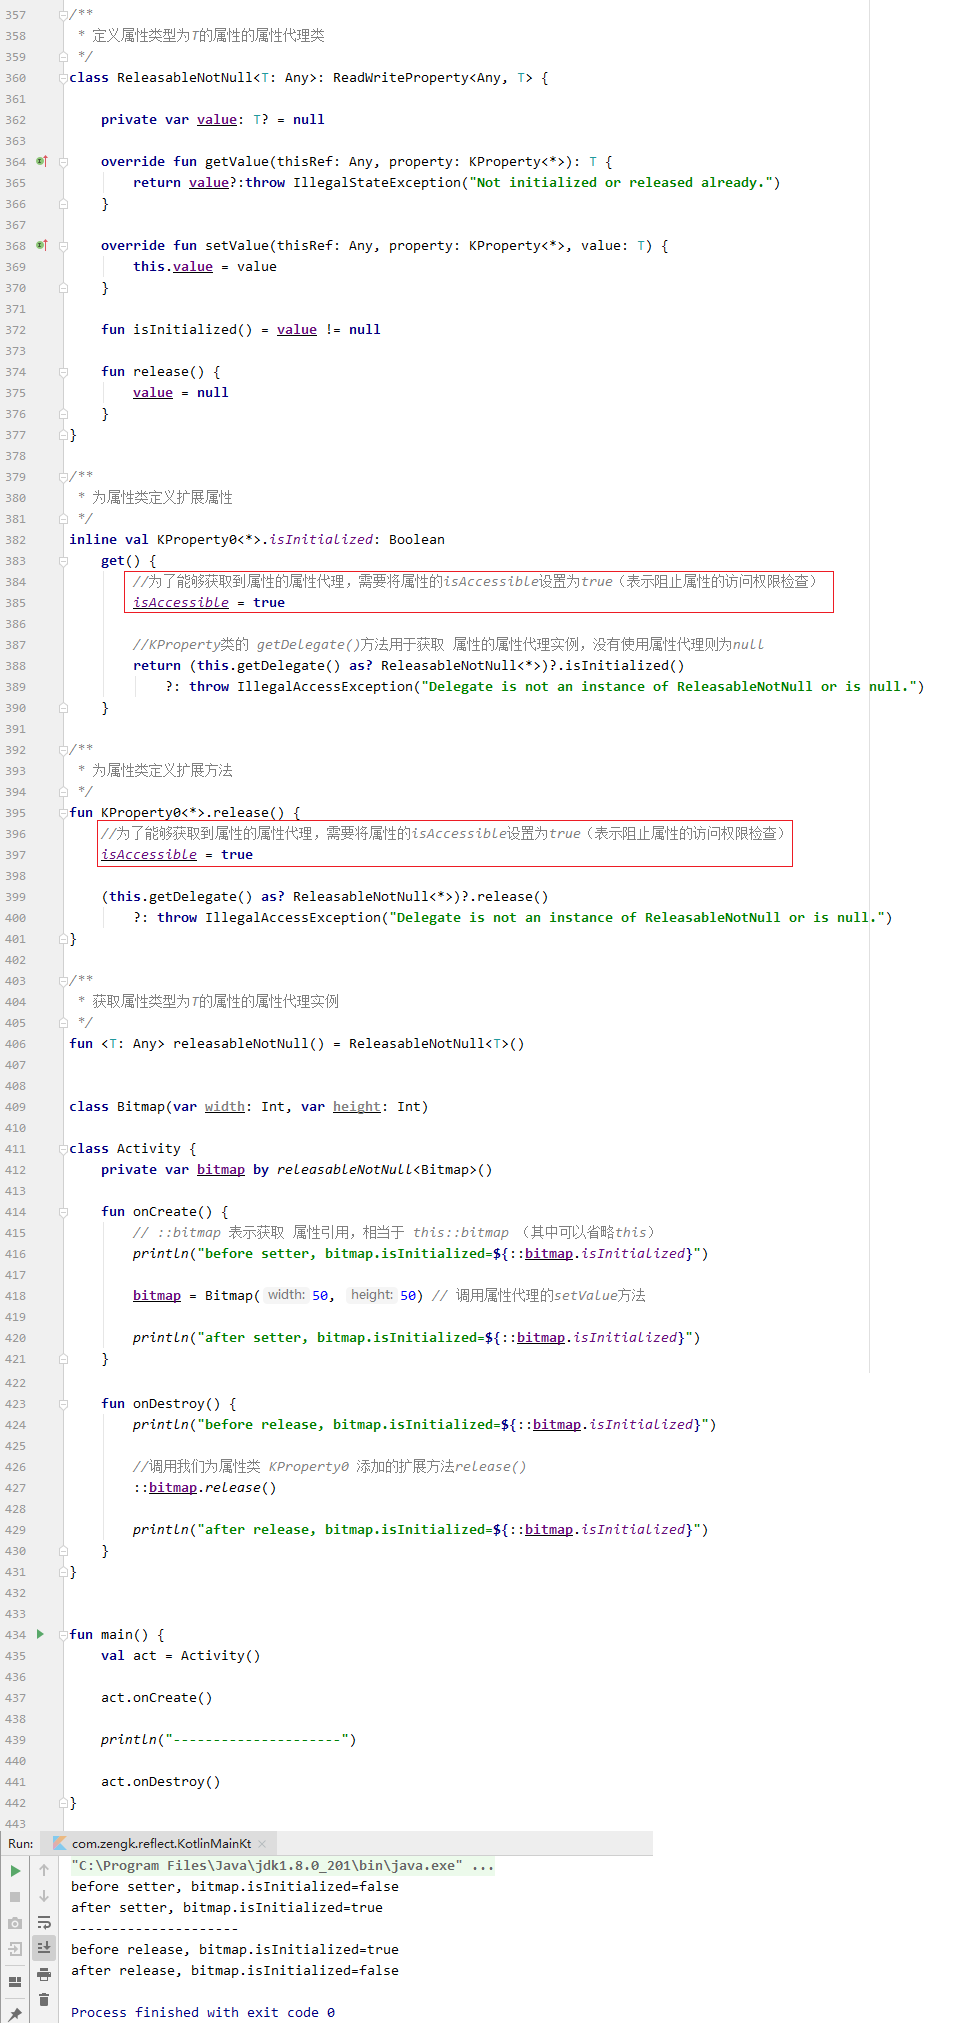 357 /**
358  * 定义属性类型为T的属性的属性代理类
359  */
360 class ReleasableNotNull<T: Any>: ReadWriteProperty<Any, T> {
361
362     private var value: T? = null
363
364     override fun getValue(thisRef: Any, property: KProperty<*>): T {
365         return value?:throw IllegalStateException("Not initialized or released already.")
366     }
367
368     override fun setValue(thisRef: Any, property: KProperty<*>, value: T) {
369         this.value = value
370     }
371
372     fun isInitialized() = value != null
373
374     fun release() {
375         value = null
376     }
377 }
378
379 /**
380  * 为属性类定义扩展属性
381  */
382 inline val KProperty0<*>.isInitialized: Boolean
383     get() {
384         //为了能够获取到属性的属性代理，需要将属性的isAccessible设置为true（表示阻止属性的访问权限检查）
385         isAccessible = true
386
387         //KProperty类的 getDelegate()方法用于获取 属性的属性代理实例，没有使用属性代理则为null
388         return (this.getDelegate() as? ReleasableNotNull<*>)?.isInitialized()
389             ?: throw IllegalAccessException("Delegate is not an instance of ReleasableNotNull or is null.")
390     }
391
392 /**
393  * 为属性类定义扩展方法
394  */
395 fun KProperty0<*>.release() {
396     //为了能够获取到属性的属性代理，需要将属性的isAccessible设置为true（表示阻止属性的访问权限检查）
397     isAccessible = true
398
399     (this.getDelegate() as? ReleasableNotNull<*>)?.release()
400         ?: throw IllegalAccessException("Delegate is not an instance of ReleasableNotNull or is null.")
401 }
402
403 /**
404  * 获取属性类型为T的属性的属性代理实例
405  */
406 fun <T: Any> releasableNotNull() = ReleasableNotNull<T>()
407
408
409 class Bitmap(var width: Int, var height: Int)
410
411 class Activity {
412     private var bitmap by releasableNotNull<Bitmap>()
413
414     fun onCreate() {
415         // ::bitmap 表示获取 属性引用，相当于 this::bitmap （其中可以省略this）
416         println("before setter, bitmap.isInitialized=${::bitmap.isInitialized}")
417
418         bitmap = Bitmap( width: 50, height: 50) // 调用属性代理的setValue方法
419
420         println("after setter, bitmap.isInitialized=${::bitmap.isInitialized}")
421     }
422
423     fun onDestroy() {
424         println("before release, bitmap.isInitialized=${::bitmap.isInitialized}")
425
426         //调用我们为属性类 KProperty0 添加的扩展方法release()
427         ::bitmap.release()
428
429         println("after release, bitmap.isInitialized=${::bitmap.isInitialized}")
430     }
431 }
432
433
434 fun main() {
435     val act = Activity()
436
437     act.onCreate()
438
439     println("---------------------")
440
441     act.onDestroy()
442 }
443
Run: com.zengk.reflect.KotlinMainKt ×
"C:\Program Files\Java\jdk1.8.0_201\bin\java.exe" ...
before setter, bitmap.isInitialized=false
after setter, bitmap.isInitialized=true
---------------------
before release, bitmap.isInitialized=true
after release, bitmap.isInitialized=false
Process finished with exit code 0